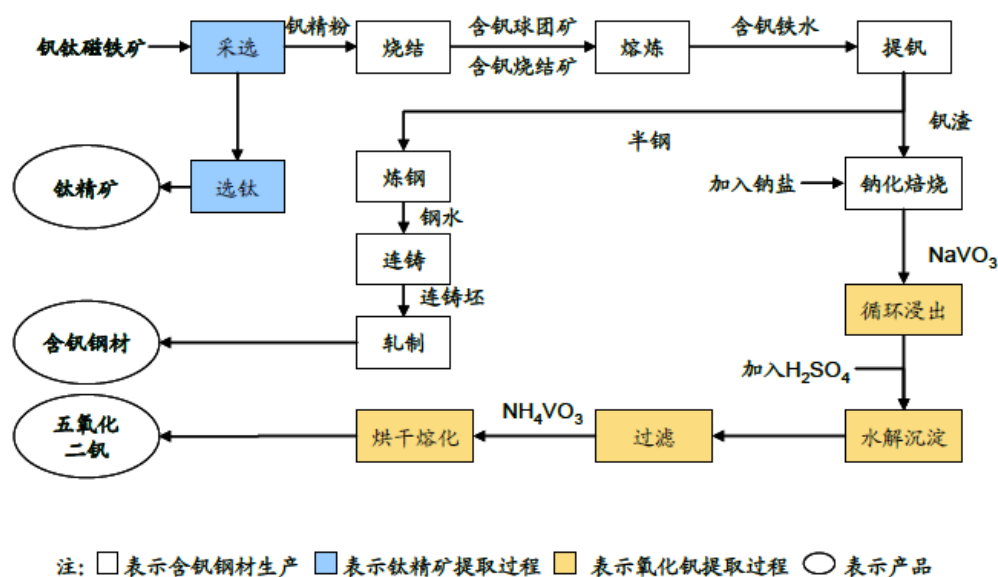 钒钛磁铁矿
采选
钒精粉
烧结
含钒球团矿
含钒烧结矿
熔炼
含钒铁水
提钒
半钢
钒渣
钛精矿
选钛
炼钢
加入钠盐
钠化焙烧
钢水
连铸
NaVO₃
连铸坯
循环浸出
含钒钢材
轧制
加入H₂SO₄
五氧化
二钒
烘干熔化
NH₄VO₃
过滤
水解沉淀
注: 表示含钒钢材生产 表示钛精矿提取过程 表示氧化钒提取过程 表示产品